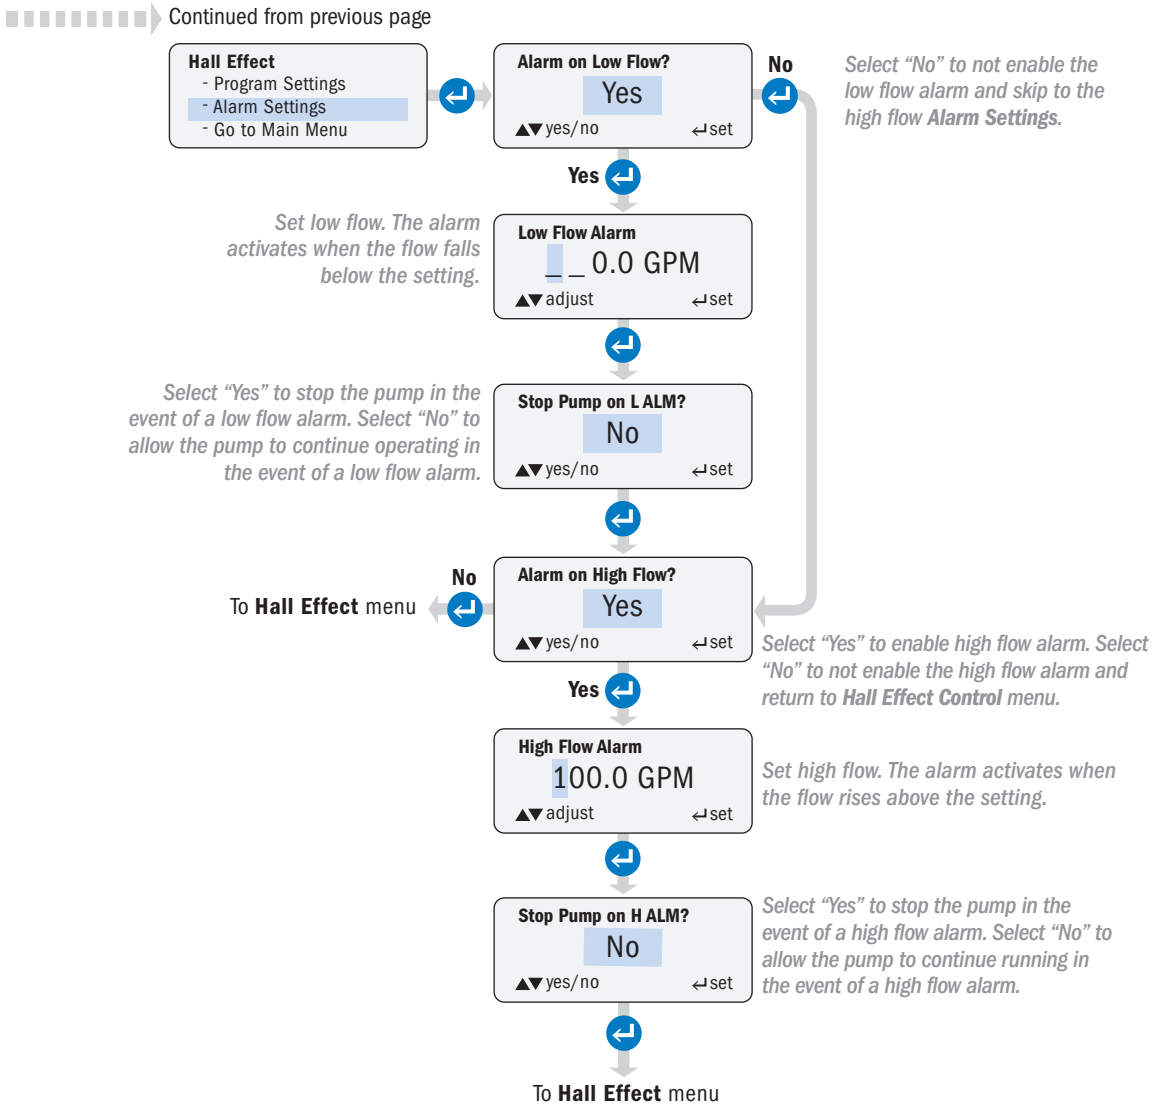 Continued from previous page
Hall Effect
- Program Settings
- Alarm Settings
- Go to Main Menu
Alarm on Low Flow?
Yes
▲▼ yes/no ↵ set
No
Select “No” to not enable the
low flow alarm and skip to the
high flow Alarm Settings.
Yes
Set low flow. The alarm
activates when the flow falls
below the setting.
Low Flow Alarm
_ _ 0.0 GPM
▲▼ adjust ↵ set
Select “Yes” to stop the pump in the
event of a low flow alarm. Select “No” to
allow the pump to continue operating in
the event of a low flow alarm.
Stop Pump on L ALM?
No
▲▼ yes/no ↵ set
No
To Hall Effect menu
Alarm on High Flow?
Yes
▲▼ yes/no ↵ set
Select “Yes” to enable high flow alarm. Select
“No” to not enable the high flow alarm and
return to Hall Effect Control menu.
Yes
High Flow Alarm
100.0 GPM
▲▼ adjust ↵ set
Set high flow. The alarm activates when
the flow rises above the setting.
Stop Pump on H ALM?
No
▲▼ yes/no ↵ set
Select “Yes” to stop the pump in the
event of a high flow alarm. Select “No” to
allow the pump to continue running in
the event of a high flow alarm.
To Hall Effect menu